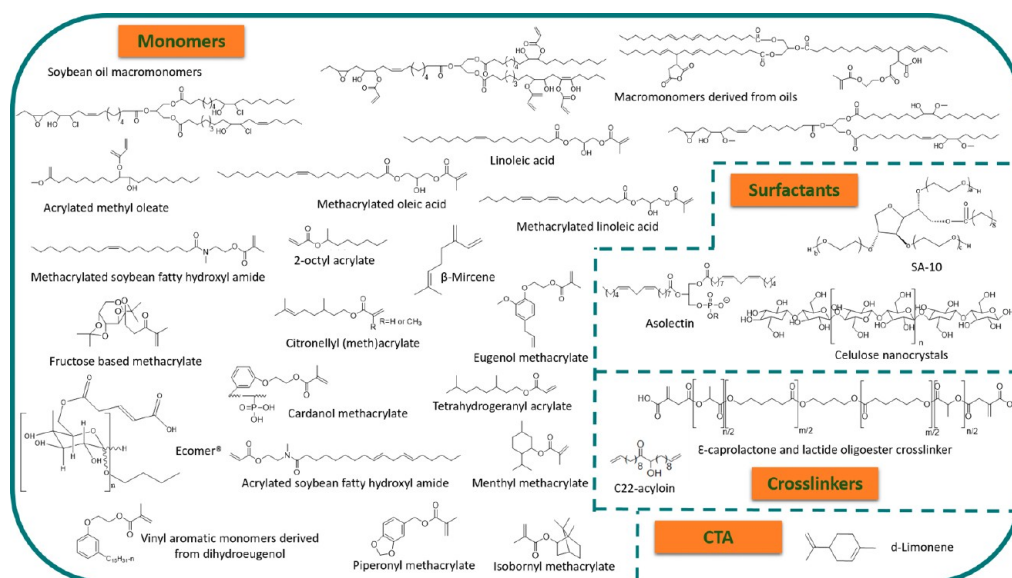 Monomers
Soybean oil macromonomers
Macromonomers derived from oils
Linoleic acid
Acrylated methyl oleate
Methacrylated oleic acid
Methacrylated linoleic acid
Surfactants
SA-10
Methacrylated soybean fatty hydroxyl amide
2-octyl acrylate
β-Mircene
Asolectin
Celulose nanocrystals
Fructose based methacrylate
R=H or CH3
Citronellyl (meth)acrylate
Eugenol methacrylate
Cardanol methacrylate
Tetrahydrogeranyl acrylate
E-caprolactone and lactide oligoester crosslinker
Ecomer®
Acrylated soybean fatty hydroxyl amide
Menthyl methacrylate
C22-acyloin
Crosslinkers
Vinyl aromatic monomers derived
from dihydroeugenol
C15H31-n
Piperonyl methacrylate
Isobornyl methacrylate
CTA
d-Limonene